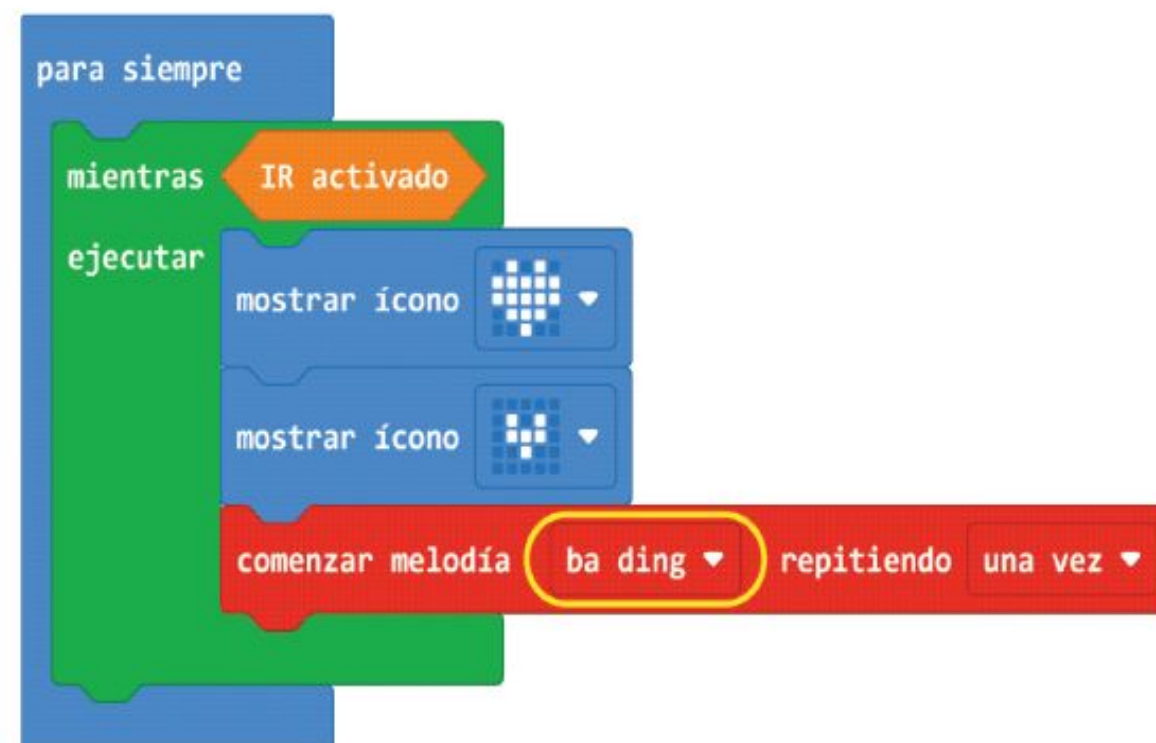 para siempre
mientras IR activado
ejecutar
mostrar ícono
mostrar ícono
comenzar melodía ba ding repitiendo una vez